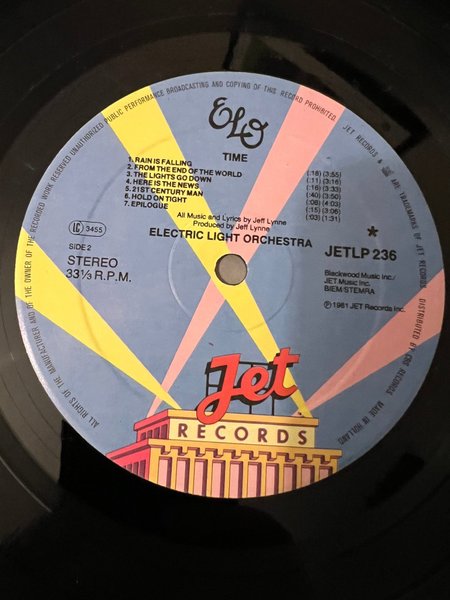 ALL RIGHTS OF THE MANUFACTURER AND OF THE OWNER OF THE RECORDED WORK RESERVED UNAUTHORIZED PUBLIC PERFORMANCE BROADCASTING AND COPYING OF THIS RECORD PROHIBITED
JET RECORDS & ARE TRADEMARKS OF JET RECORDS. DISTRIBUTED BY CBS RECORDS MADE IN HOLLAND
ELO
TIME
1. RAIN IS FALLING (:16) (3:55)
2. FROM THE END OF THE WORLD (:11) (3:16)
3. THE LIGHTS GO DOWN (:16) (3:33)
4. HERE IS THE NEWS (:40) (3:50)
5. 21ST CENTURY MAN (:08) (4:03)
6. HOLD ON TIGHT (:15) (3:06)
7. EPILOGUE (:03) (1:31)
All Music and Lyrics by Jeff Lynne
Produced by Jeff Lynne
ELECTRIC LIGHT ORCHESTRA
LC 3455
SIDE 2
STEREO
33⅓ R.P.M.
*
JETLP 236
Blackwood Music Inc./
JET Music Inc.
BIEM/STEMRA
℗ 1981 JET Records Inc.
Jet
RECORDS